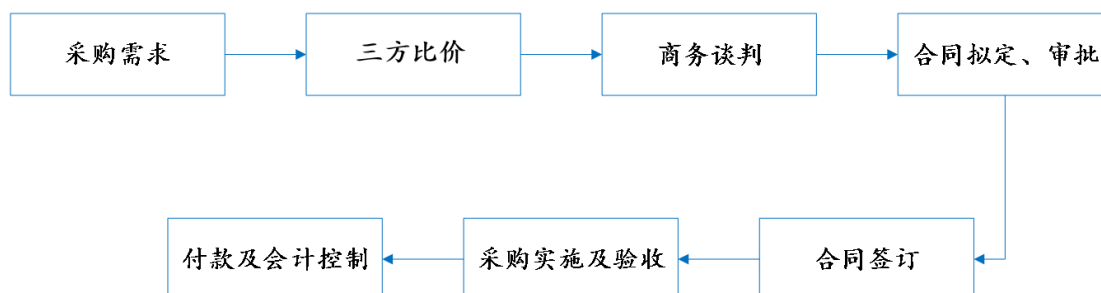 采购需求
三方比价
商务谈判
合同拟定、审批
合同签订
采购实施及验收
付款及会计控制